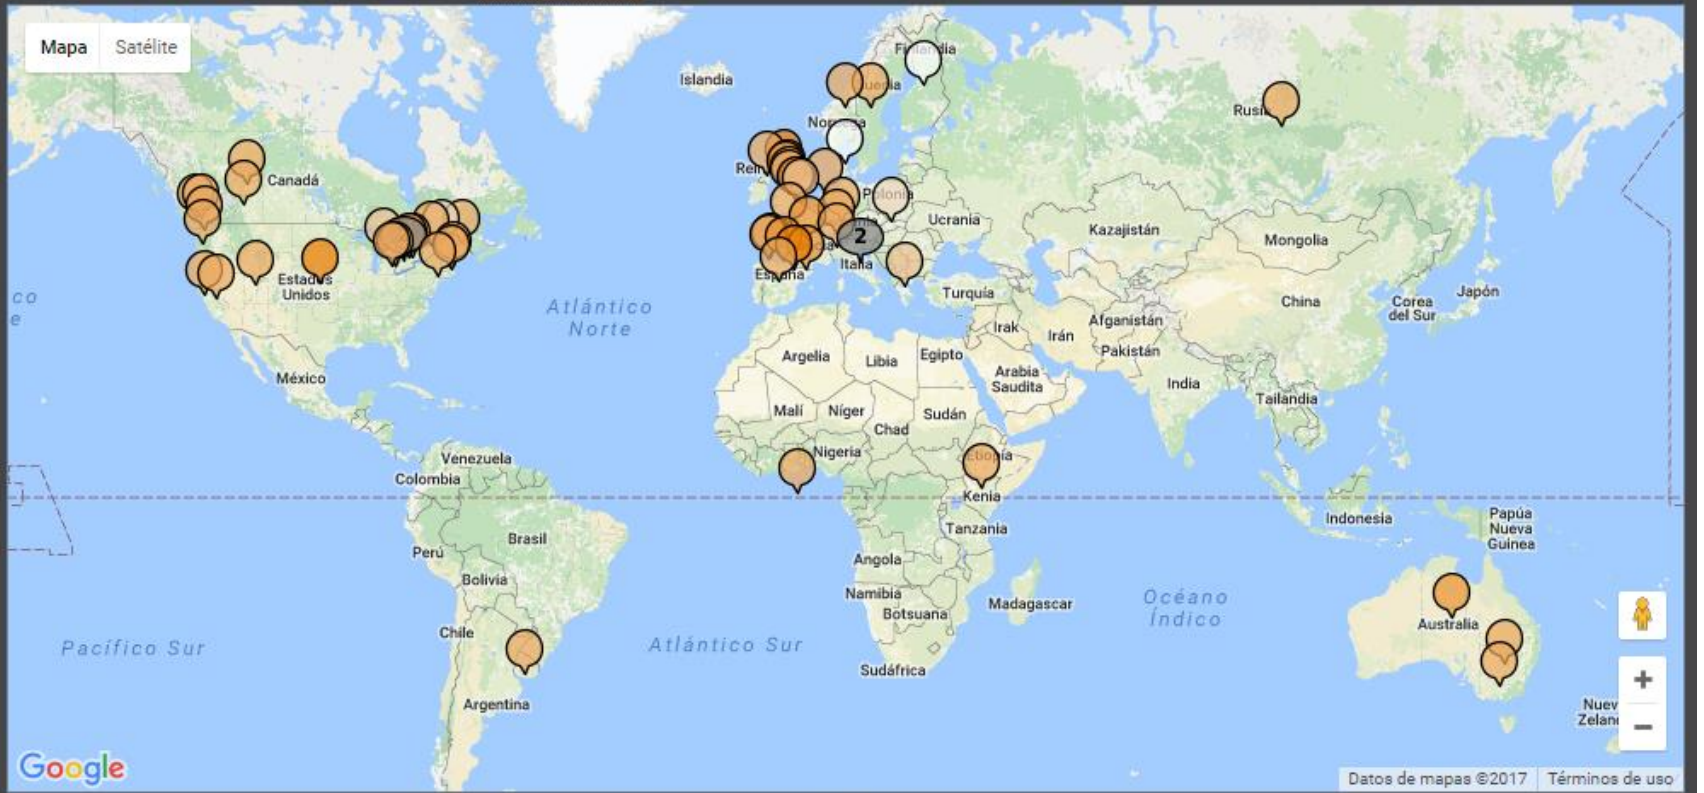 Mapa Satélite
Finlandia
Islandia
Rusia
Noruega
Canadá
Polonia
Ucrania
Kazajistán
Mongolia
2
Italia
España
Estados
Unidos
Turquía
China
Japón
Corea
del Sur
co
e
Atlántico
Norte
Irak
Irán
Afganistán
Pakistán
Argelia
Libia
Egipto
Arabia
Saudita
México
India
Tailandia
Malí
Níger
Sudán
Chad
Nigeria
Etiopía
Venezuela
Colombia
Kenia
Indonesia
Papúa
Nueva
Guinea
Tanzania
Brasil
Perú
Angola
Bolivia
Namibia
Botsuana
Madagascar
Océano
Índico
Australia
Chile
Pacífico Sur
Atlántico Sur
Sudáfrica
Argentina
Nuev
Zelan
Google
Datos de mapas ©2017 Términos de uso